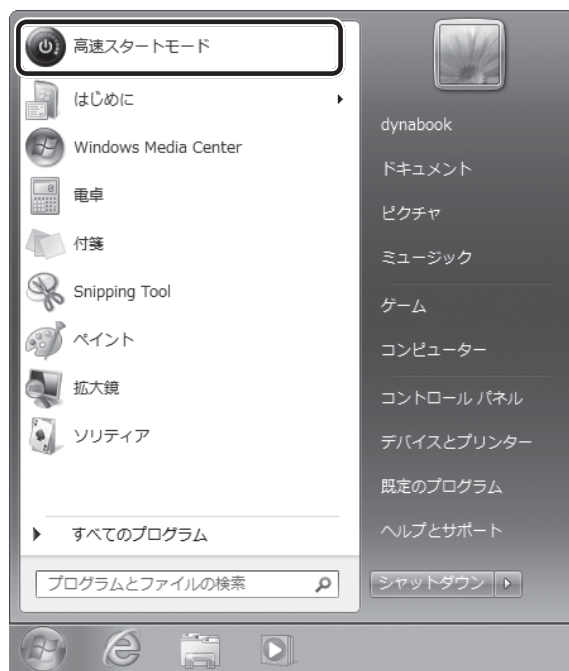 高速スタートモード
はじめに
Windows Media Center
電卓
付箋
Snipping Tool
ペイント
拡大鏡
ソリティア
すべてのプログラム
プログラムとファイルの検索
dynabook
ドキュメント
ピクチャ
ミュージック
ゲーム
コンピューター
コントロール パネル
デバイスとプリンター
既定のプログラム
ヘルプとサポート
シャットダウン